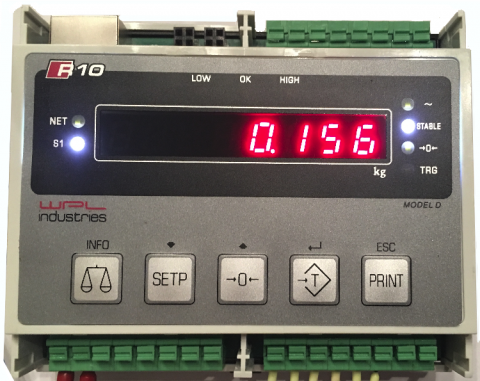 R10
LOW OK HIGH
NET
S1
0.156
kg
~
STABLE
→0←
TRG
WPL
industries
MODEL D
INFO ESC
SETP →0← →T← PRINT